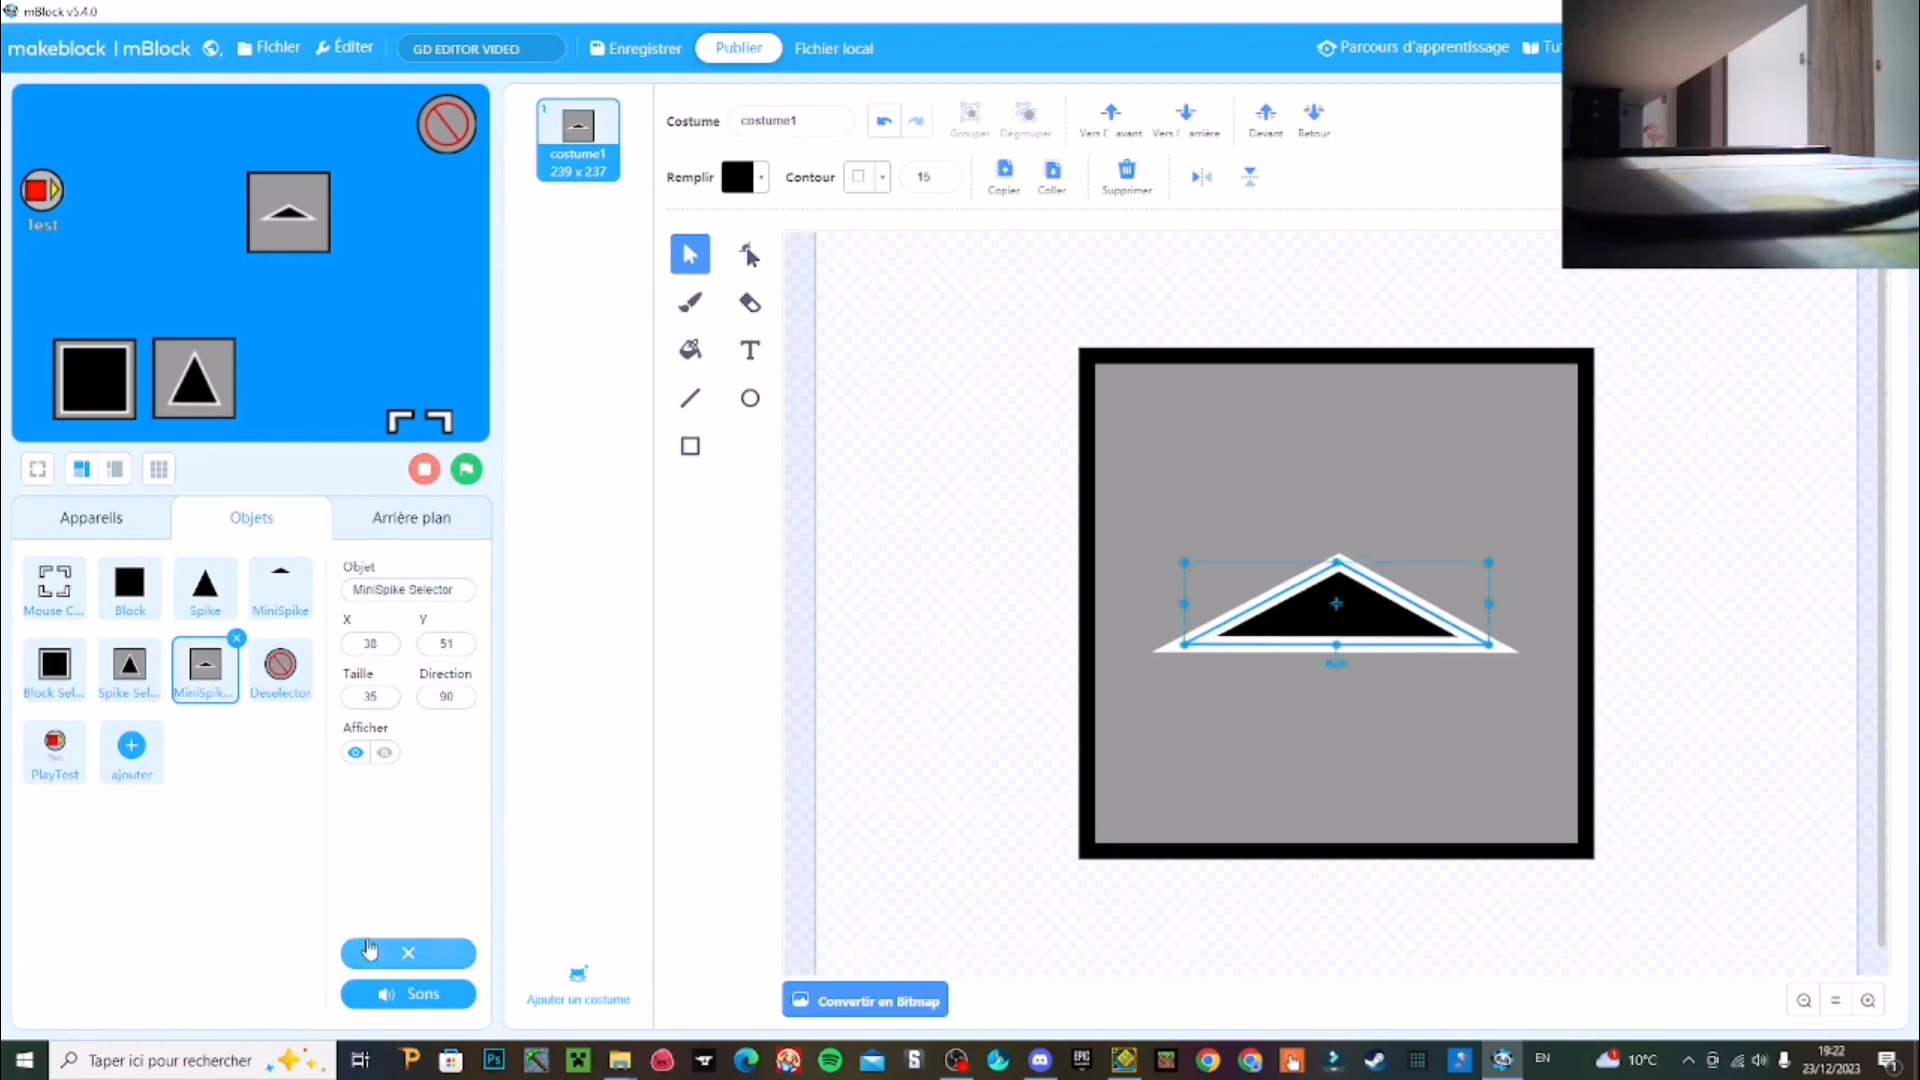 mBlock v5.4.0
makeblock | mBlock
Fichier
Éditer
GD EDITOR VIDEO
Enregistrer
Publier
Fichier local
Parcours d'apprentissage
Tu
Test
1
costume1
239 x 237
Costume
costume1
Grouper
Dégrouper
Vers l' avant
Vers l' arrière
Devant
Retour
Remplir
Contour
15
Copier
Coller
Supprimer
T
Appareils
Objets
Arrière plan
Mouse C...
Block
Spike
MiniSpike
Block Sel...
Spike Sel...
MiniSpik...
Deselector
PlayTest
ajouter
Objet
MiniSpike Selector
X
Y
38
51
Taille
Direction
35
90
Afficher
Sons
Ajouter un costume
Convertir en Bitmap
Taper ici pour rechercher
EN
10°C
19:22
23/12/2023